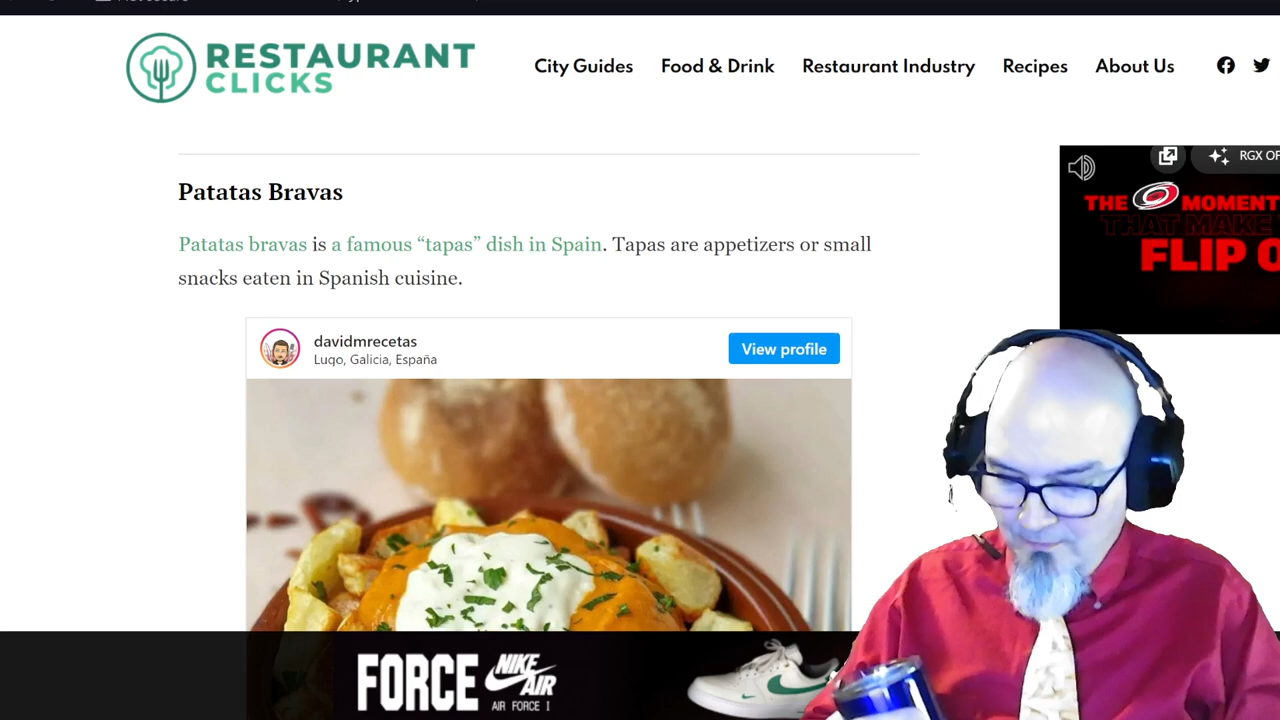 RESTAURANT
CLICKS
City Guides Food & Drink Restaurant Industry Recipes About Us
RGX
Patatas Bravas
THE MOMENT
THAT MAKE
FLIP
Patatas bravas is a famous “tapas” dish in Spain. Tapas are appetizers or small
snacks eaten in Spanish cuisine.
davidmrecetas
Lugo, Galicia, España
View profile
FORCE NIKE
AIR
AIR FORCE 1